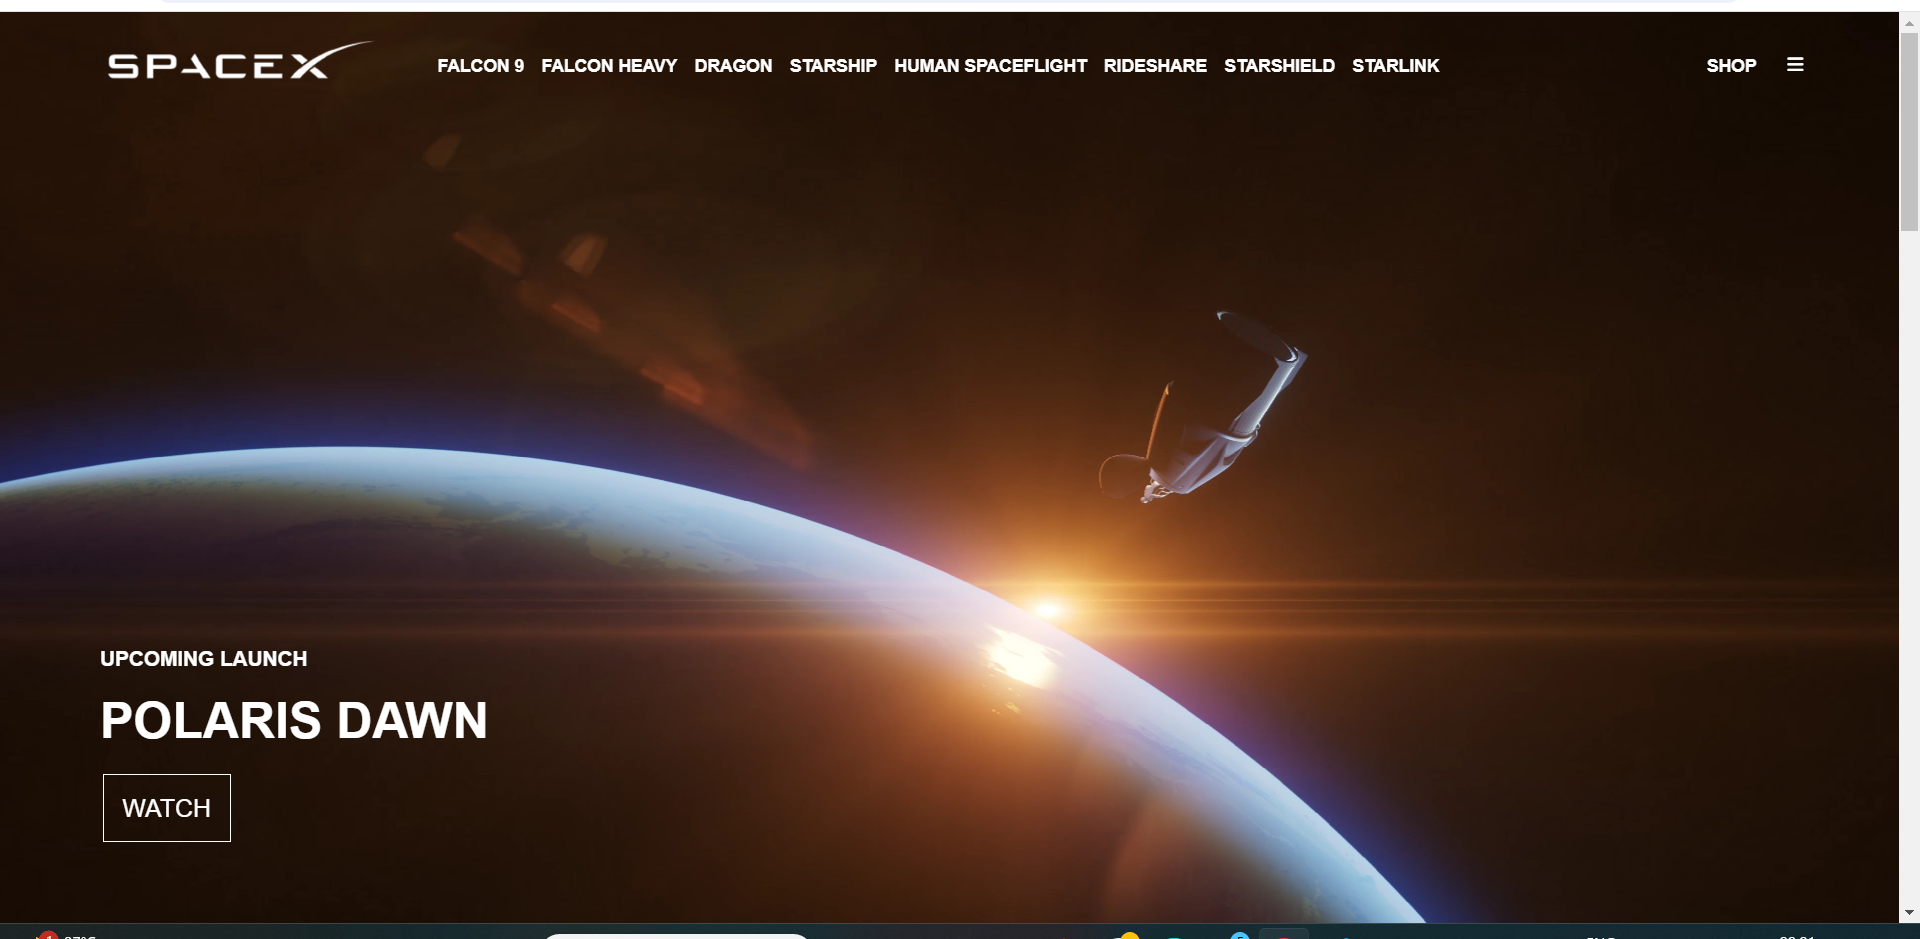 SPACEX
FALCON 9 FALCON HEAVY DRAGON STARSHIP HUMAN SPACEFLIGHT RIDESHARE STARSHIELD STARLINK SHOP
UPCOMING LAUNCH
POLARIS DAWN
WATCH